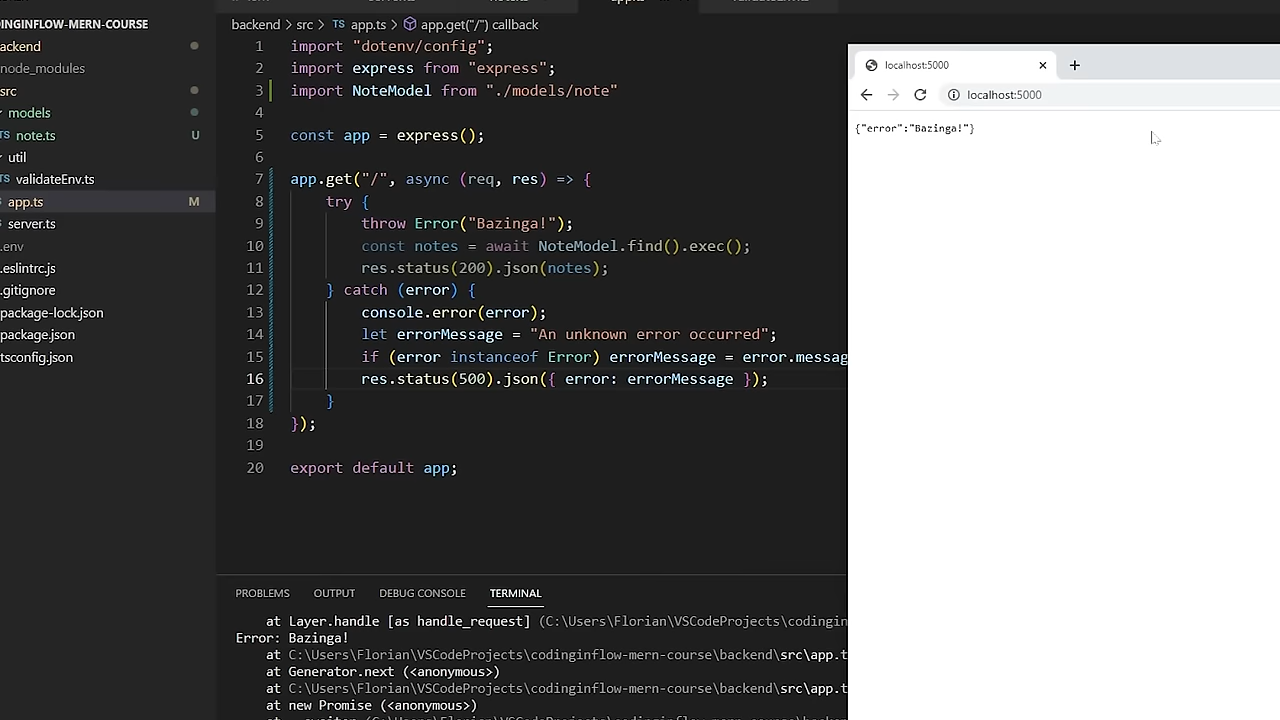 DINGINFLOW-MERN-COURSE
ackend
node_modules
src
models
TS note.ts U
util
TS validateEnv.ts
app.ts M
server.ts
.env
.eslintrc.js
.gitignore
package-lock.json
package.json
tsconfig.json
backend > src > TS app.ts > app.get("/") callback
1 import "dotenv/config";
2 import express from "express";
3 import NoteModel from "./models/note"
4
5 const app = express();
6
7 app.get("/", async (req, res) => {
8 try {
9 throw Error("Bazinga!");
10 const notes = await NoteModel.find().exec();
11 res.status(200).json(notes);
12 } catch (error) {
13 console.error(error);
14 let errorMessage = "An unknown error occurred";
15 if (error instanceof Error) errorMessage = error.messag
16 res.status(500).json({ error: errorMessage });
17 }
18 });
19
20 export default app;
PROBLEMS OUTPUT DEBUG CONSOLE TERMINAL
at Layer.handle [as handle_request] (C:\Users\Florian\VSCodeProjects\codingin
Error: Bazinga!
at C:\Users\Florian\VSCodeProjects\codinginflow-mern-course\backend\src\app.t
at Generator.next (<anonymous>)
at C:\Users\Florian\VSCodeProjects\codinginflow-mern-course\backend\src\app.t
at new Promise (<anonymous>)
localhost:5000
localhost:5000
{"error":"Bazinga!"}